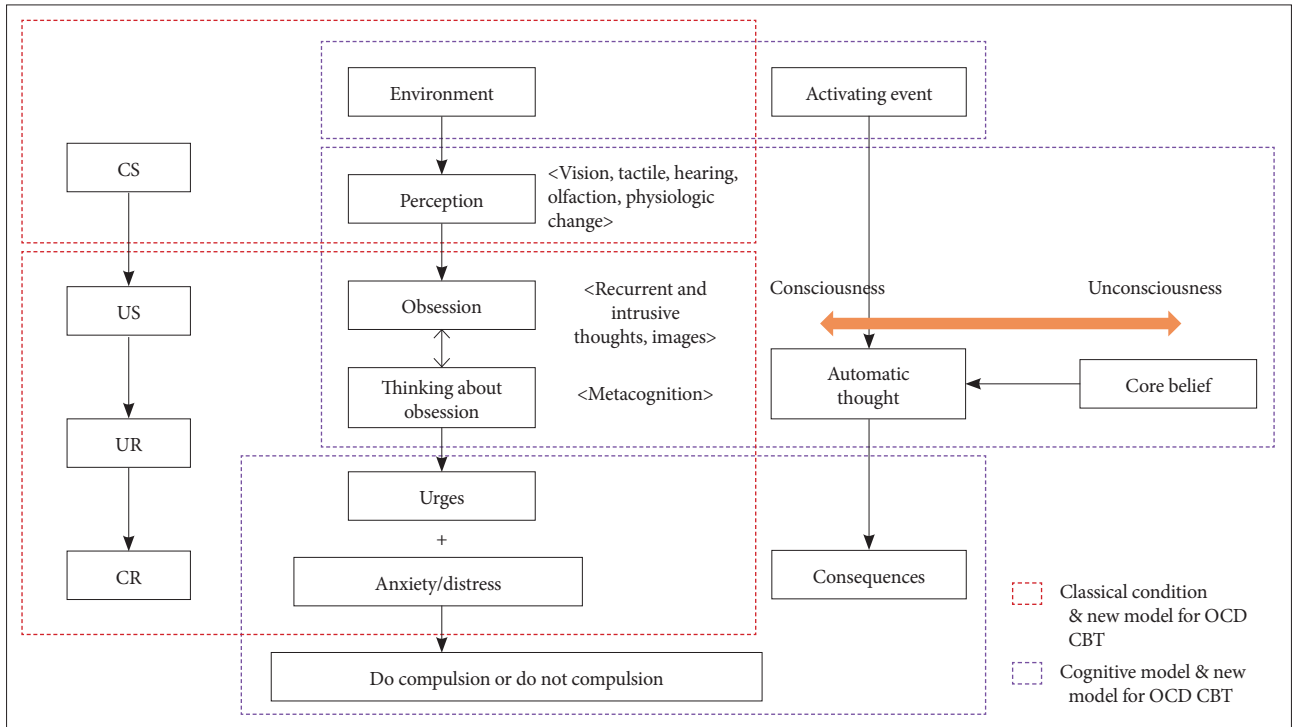 Environment
Activating event
CS
Perception
<Vision, tactile, hearing,
olfaction, physiologic
change>
US
Obsession
<Recurrent and
intrusive
thoughts, images>
Consciousness
Unconsciousness
Thinking about
obsession
<Metacognition>
Automatic
thought
Core belief
UR
Urges
+
CR
Anxiety/distress
Consequences
Do compulsion or do not compulsion
Classical condition
& new model for OCD
CBT
Cognitive model & new
model for OCD CBT